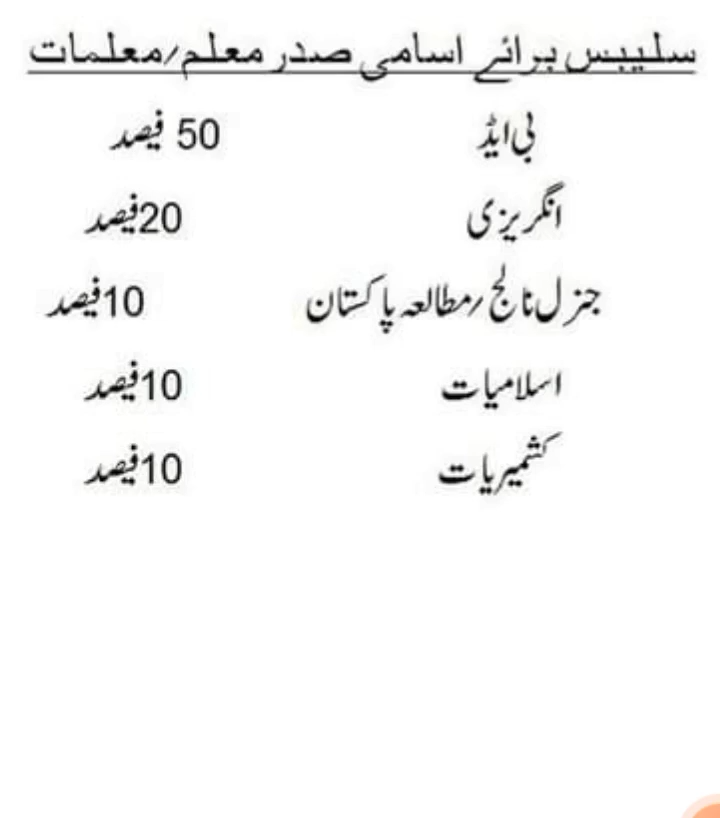 سلیبس برائے اسامی صدر معلم/معلمات
بی ایڈ 50 فیصد
انگریزی 20فیصد
جنرل نالج/مطالعہ پاکستان 10فیصد
اسلامیات 10فیصد
کشمیریات 10فیصد